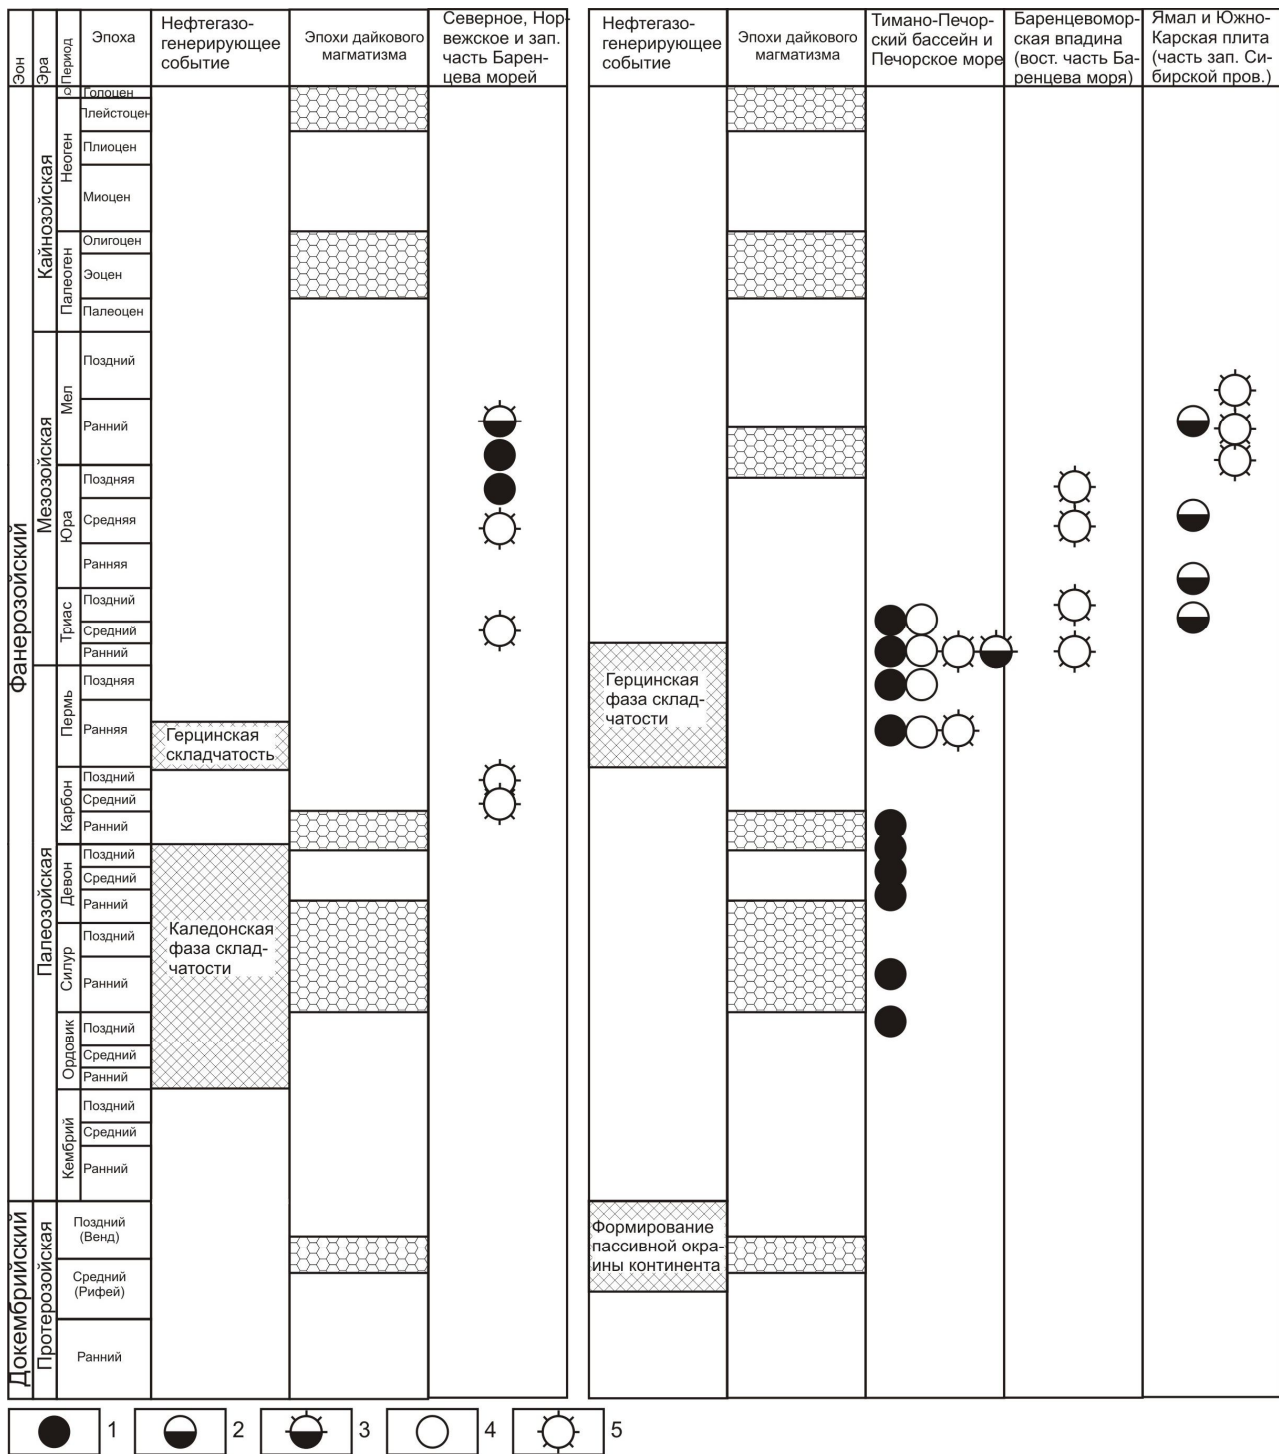 Эон
Эра
Период
Эпоха
Нефтегазо-
генерирующее
событие
Эпохи дайкового
магматизма
Северное, Нор-
вежское и зап.
часть Барен-
цева морей
Нефтегазо-
генерирующее
событие
Эпохи дайкового
магматизма
Тимано-Печор-
ский бассейн и
Печорское море
Баренцевомор-
ская впадина
(вост. часть Ба-
ренцева моря)
Ямал и Южно-
Карская плита
(часть зап. Си-
бирской пров.)
Фанерозойский
Кайнозойская
Q
Голоцен
Плейстоцен
Неоген
Плиоцен
Миоцен
Палеоген
Олигоцен
Эоцен
Палеоцен
Мезозойская
Мел
Поздний
Ранний
Юра
Поздняя
Средняя
Ранняя
Триас
Поздний
Средний
Ранний
Палеозойская
Пермь
Поздняя
Ранняя
Карбон
Поздний
Средний
Ранний
Девон
Поздний
Средний
Ранний
Силур
Поздний
Ранний
Ордовик
Поздний
Средний
Ранний
Кембрий
Поздний
Средний
Ранний
Докембрийский
Протерозойская
Поздний
(Венд)
Средний
(Рифей)
Ранний
Герцинская
складчатость
Каледонская
фаза склад-
чатости
Герцинская
фаза склад-
чатости
Формирование
пассивной окра-
ины континента
1
2
3
4
5